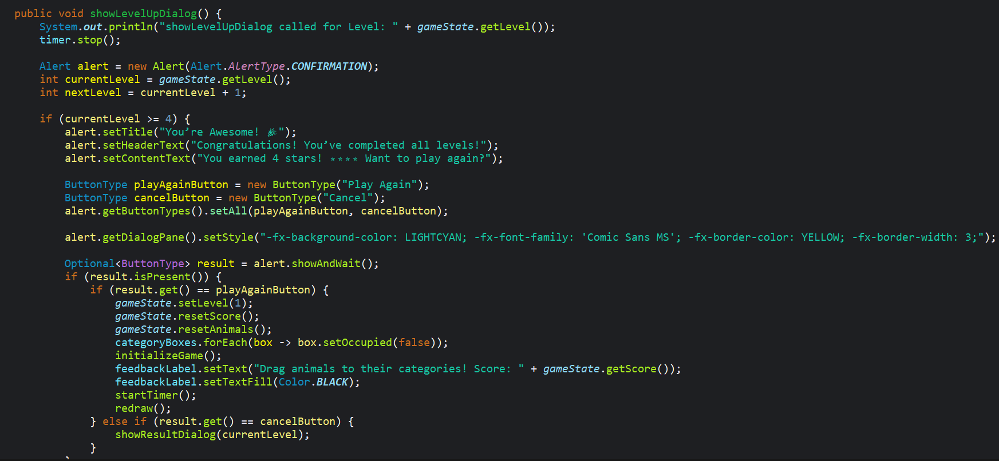 public void showLevelUpDialog() {
System.out.println("showLevelUpDialog called for Level: " + gameState.getLevel());
timer.stop();
Alert alert = new Alert(Alert.AlertType.CONFIRMATION);
int currentLevel = gameState.getLevel();
int nextLevel = currentLevel + 1;
if (currentLevel >= 4) {
alert.setTitle("You’re Awesome! 🎉");
alert.setHeaderText("Congratulations! You’ve completed all levels!");
alert.setContentText("You earned 4 stars! ⭐⭐⭐⭐ Want to play again?");
ButtonType playAgainButton = new ButtonType("Play Again");
ButtonType cancelButton = new ButtonType("Cancel");
alert.getButtonTypes().setAll(playAgainButton, cancelButton);
alert.getDialogPane().setStyle("-fx-background-color: LIGHTCYAN; -fx-font-family: 'Comic Sans MS'; -fx-border-color: YELLOW; -fx-border-width: 3;");
Optional<ButtonType> result = alert.showAndWait();
if (result.isPresent()) {
if (result.get() == playAgainButton) {
gameState.setLevel(1);
gameState.resetScore();
gameState.resetAnimals();
categoryBoxes.forEach(box -> box.setOccupied(false));
initializeGame();
feedbackLabel.setText("Drag animals to their categories! Score: " + gameState.getScore());
feedbackLabel.setTextFill(Color.BLACK);
startTimer();
redraw();
} else if (result.get() == cancelButton) {
showResultDialog(currentLevel);
}